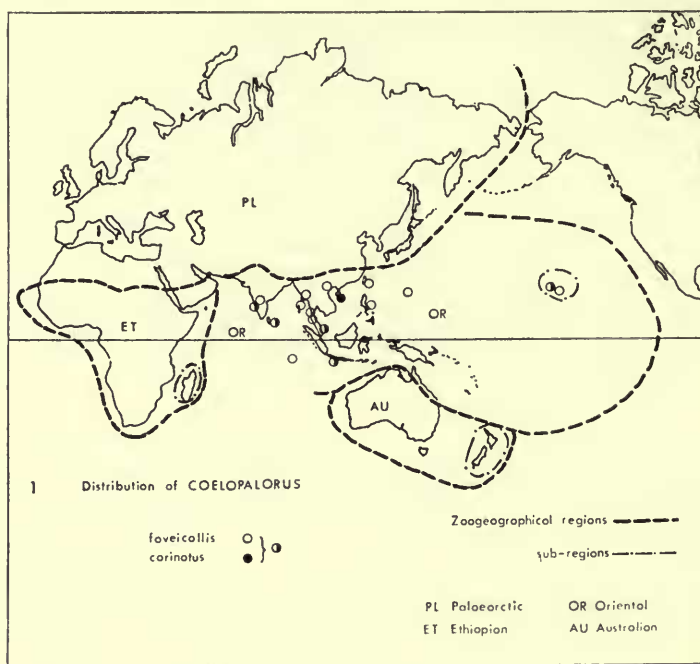 PL
ET
OR
OR
AU
1 Distribution of COELOPALORUS
foveicollis
carinatus
Zoogeographical regions
sub-regions
PL Palaearctic
OR Oriental
ET Ethiopian
AU Australian